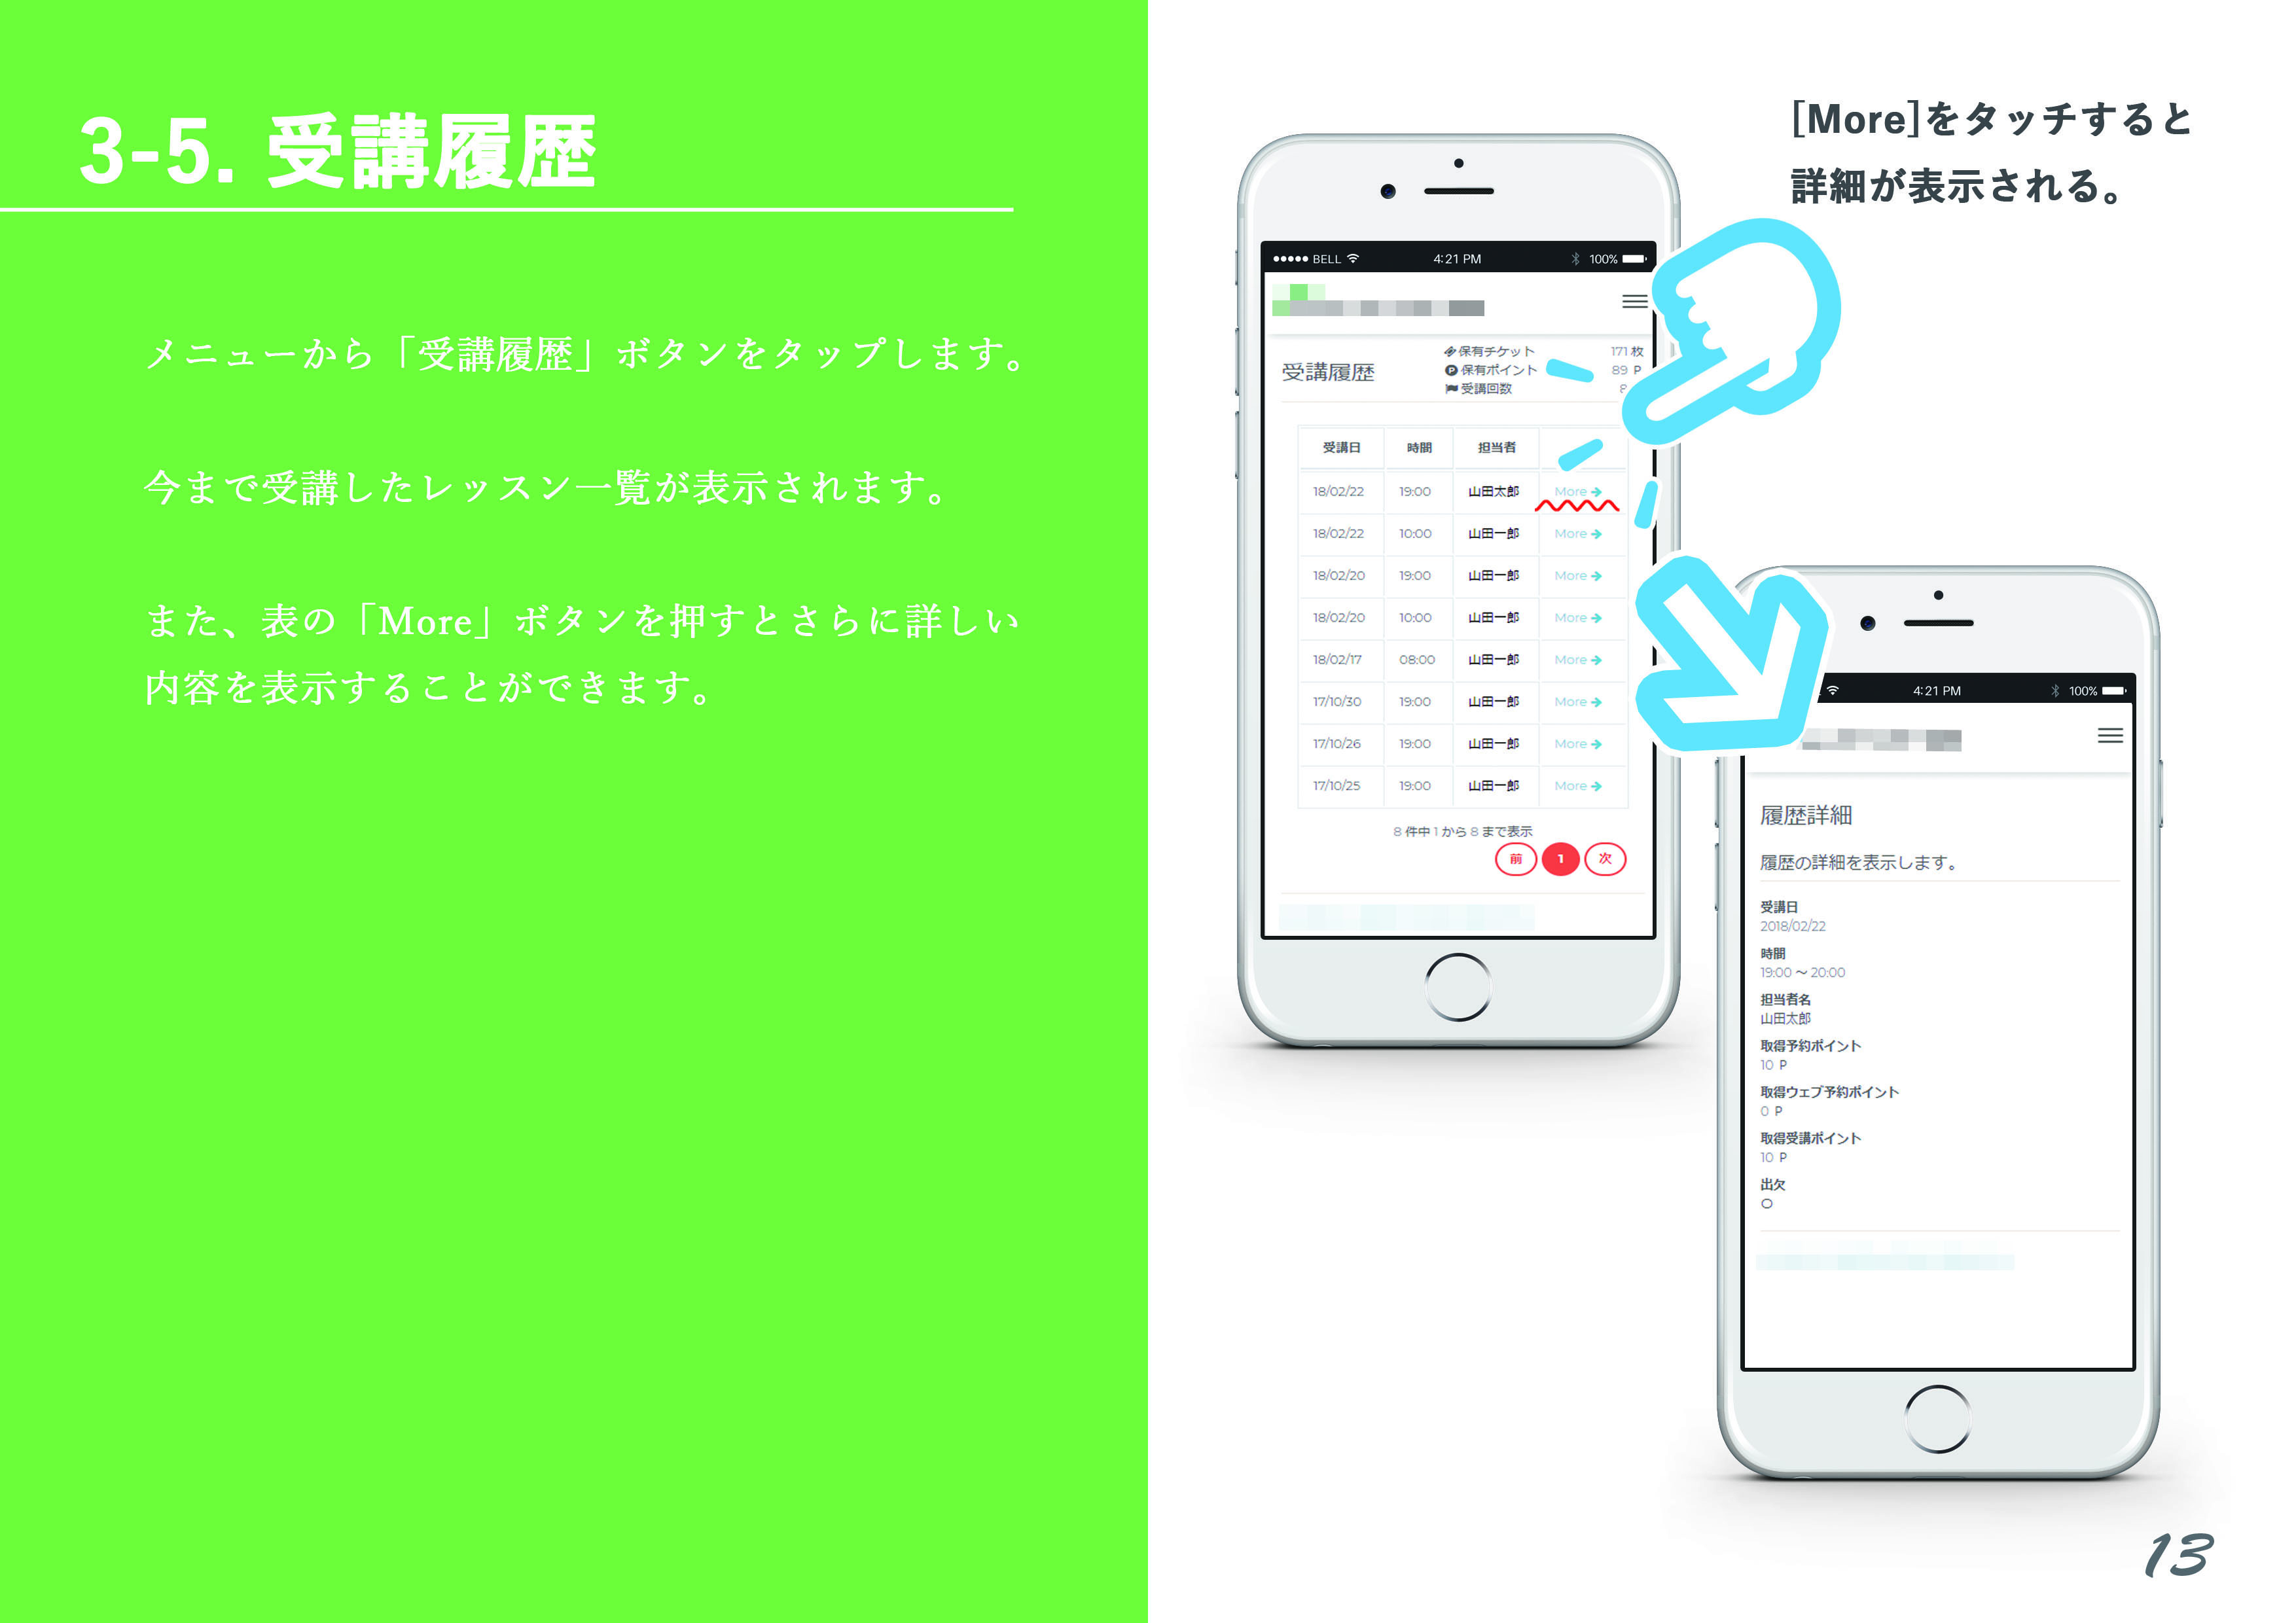 3-5. 受講履歴
メニューから「受講履歴」ボタンをタップします。
今まで受講したレッスン一覧が表示されます。
また、表の「More」ボタンを押すとさらに詳しい
内容を表示することができます。
[More]をタッチすると
詳細が表示される。
BELL 4:21 PM 100%
受講履歴
保有チケット 171 枚
保有ポイント 89 P
受講回数
受講日 時間 担当者
18/02/22 19:00 山田太郎 More
18/02/22 10:00 山田一郎 More
18/02/20 19:00 山田一郎 More
18/02/20 10:00 山田一郎 More
18/02/17 08:00 山田一郎 More
17/10/30 19:00 山田一郎 More
17/10/26 19:00 山田一郎 More
17/10/25 19:00 山田一郎 More
8 件中 1 から 8 まで表示
前 1 次
4:21 PM 100%
履歴詳細
履歴の詳細を表示します。
受講日
2018/02/22
時間
19:00 〜 20:00
担当者名
山田太郎
取得予約ポイント
10 P
取得ウェブ予約ポイント
0 P
取得受講ポイント
10 P
出欠
○
13